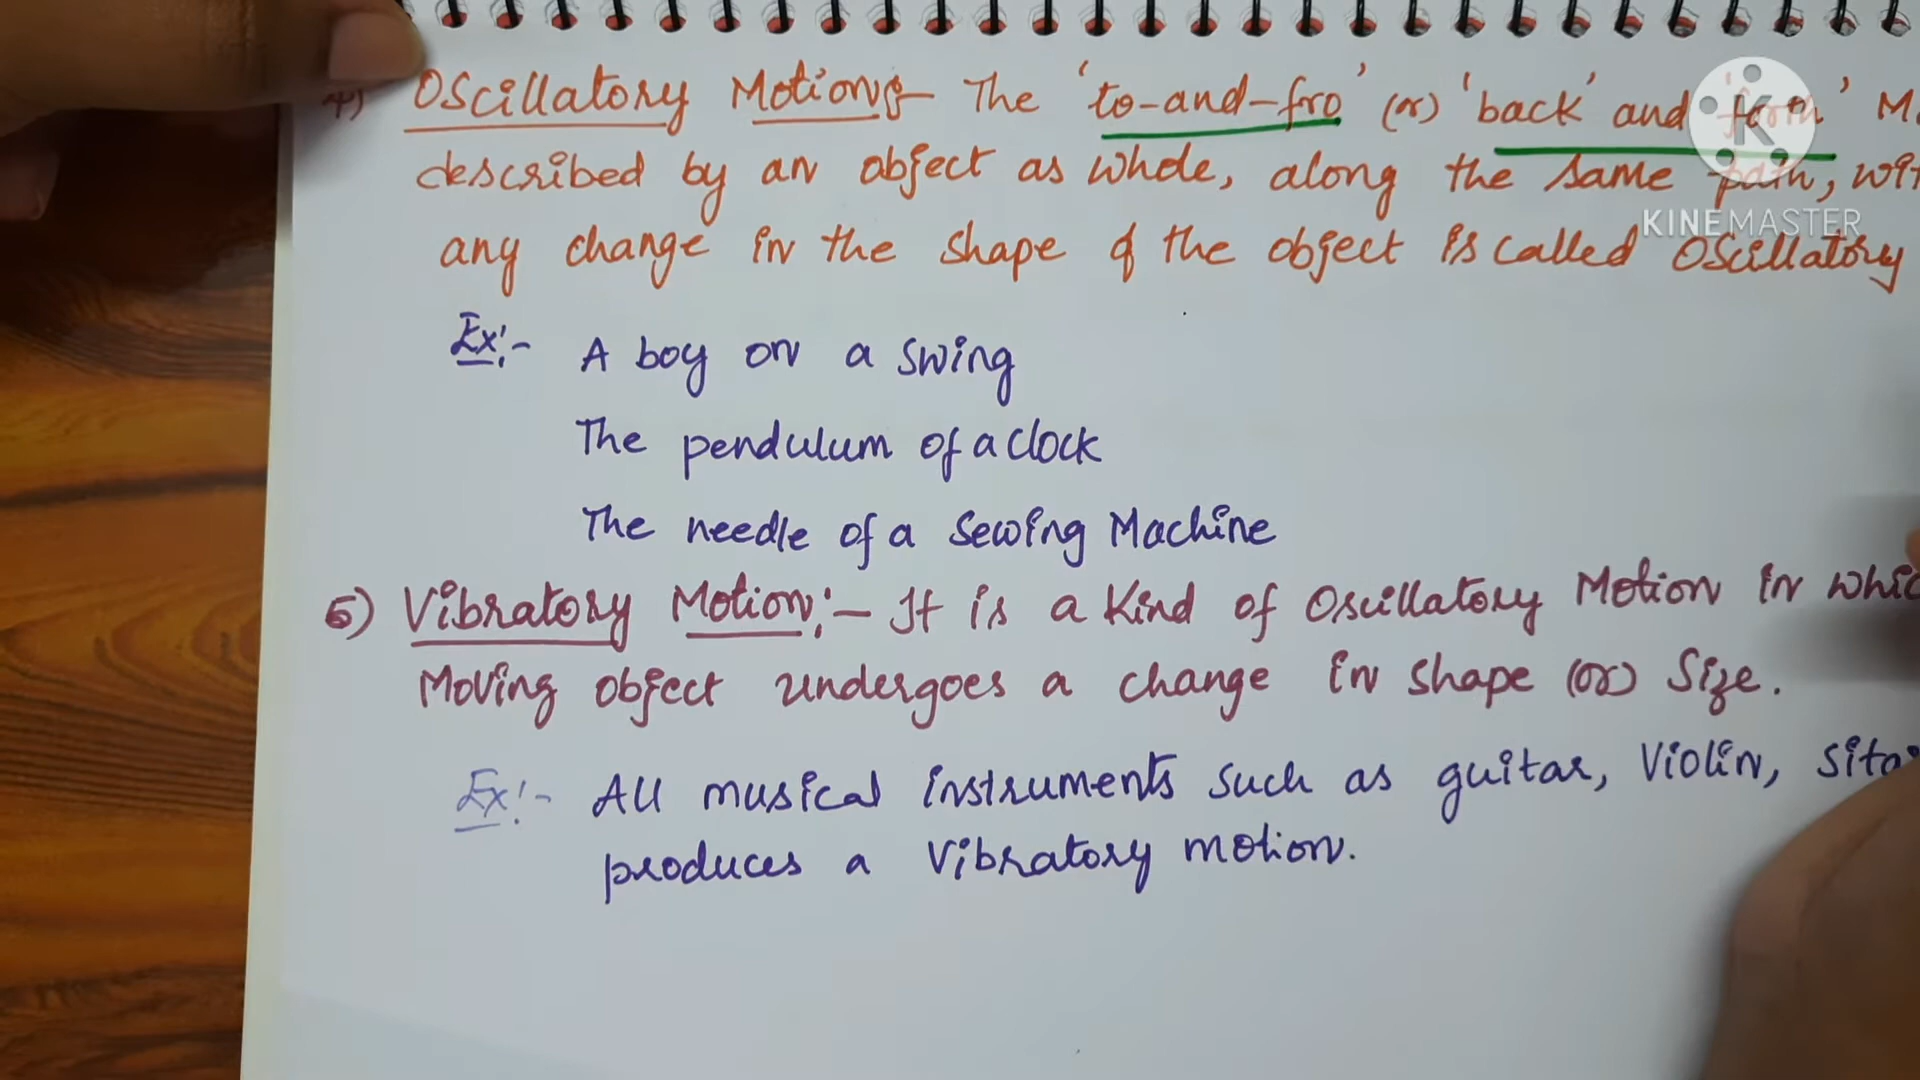 4) Oscillatory Motion:- The 'to-and-fro' (or) 'back' and 'forth'
described by an object as whole, along the same path,
any change in the shape of the object is called Oscillatory
Ex:- A boy on a swing
The pendulum of a clock
The needle of a Sewing Machine
5) Vibratory Motion:- It is a kind of Oscillatory Motion in
Moving object undergoes a change in shape (or) Size.
Ex:- All musical instruments such as guitar, Violin,
produces a Vibratory motion.
K
KINEMASTER